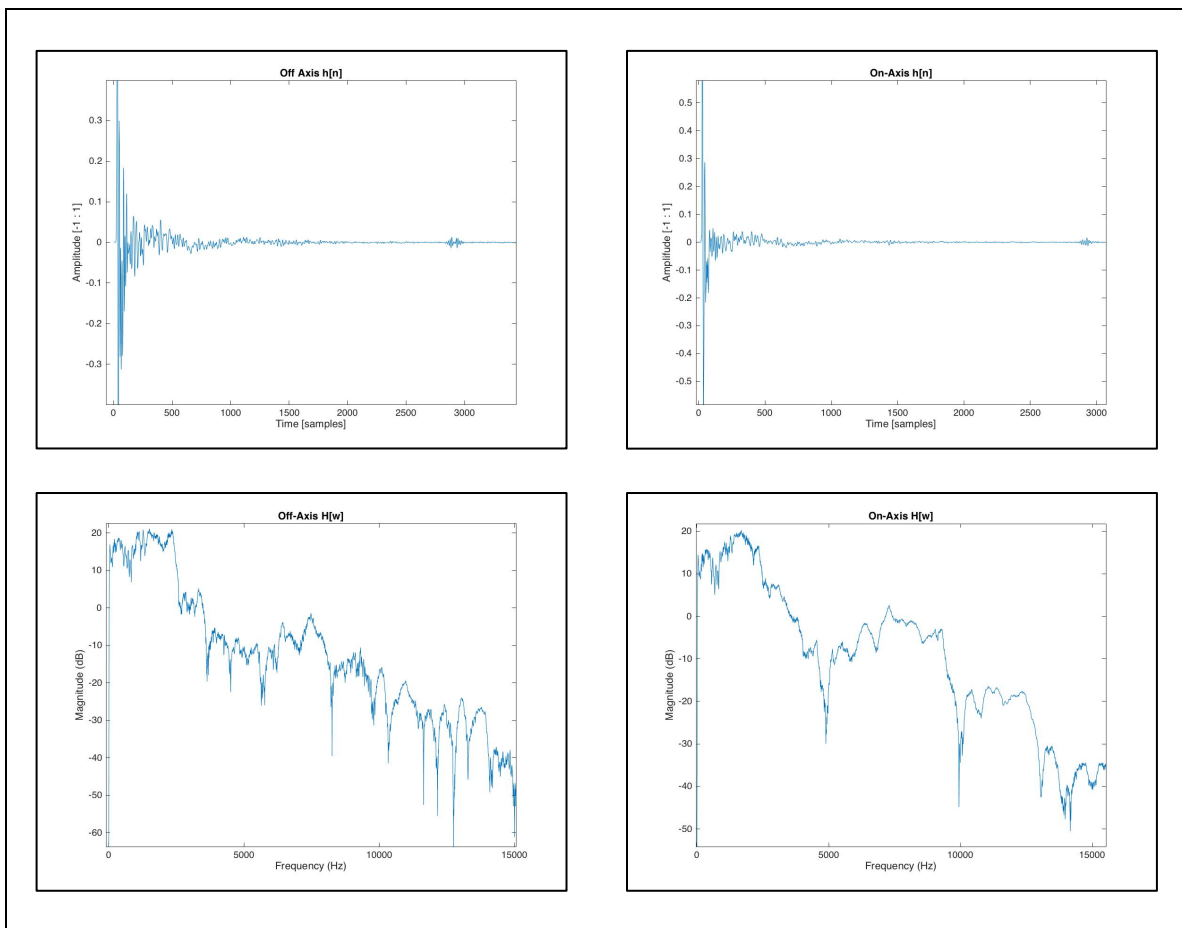 Off Axis h[n]
Amplitude [-1 : 1]
0.3
0.2
0.1
0
-0.1
-0.2
-0.3
0 500 1000 1500 2000 2500 3000
Time [samples]
On-Axis h[n]
Amplitude [-1 : 1]
0.5
0.4
0.3
0.2
0.1
0
-0.1
-0.2
-0.3
-0.4
-0.5
0 500 1000 1500 2000 2500 3000
Time [samples]
Off-Axis H[w]
Magnitude (dB)
20
10
0
-10
-20
-30
-40
-50
-60
0 5000 10000 15000
Frequency (Hz)
On-Axis H[w]
Magnitude (dB)
20
10
0
-10
-20
-30
-40
-50
0 5000 10000 15000
Frequency (Hz)